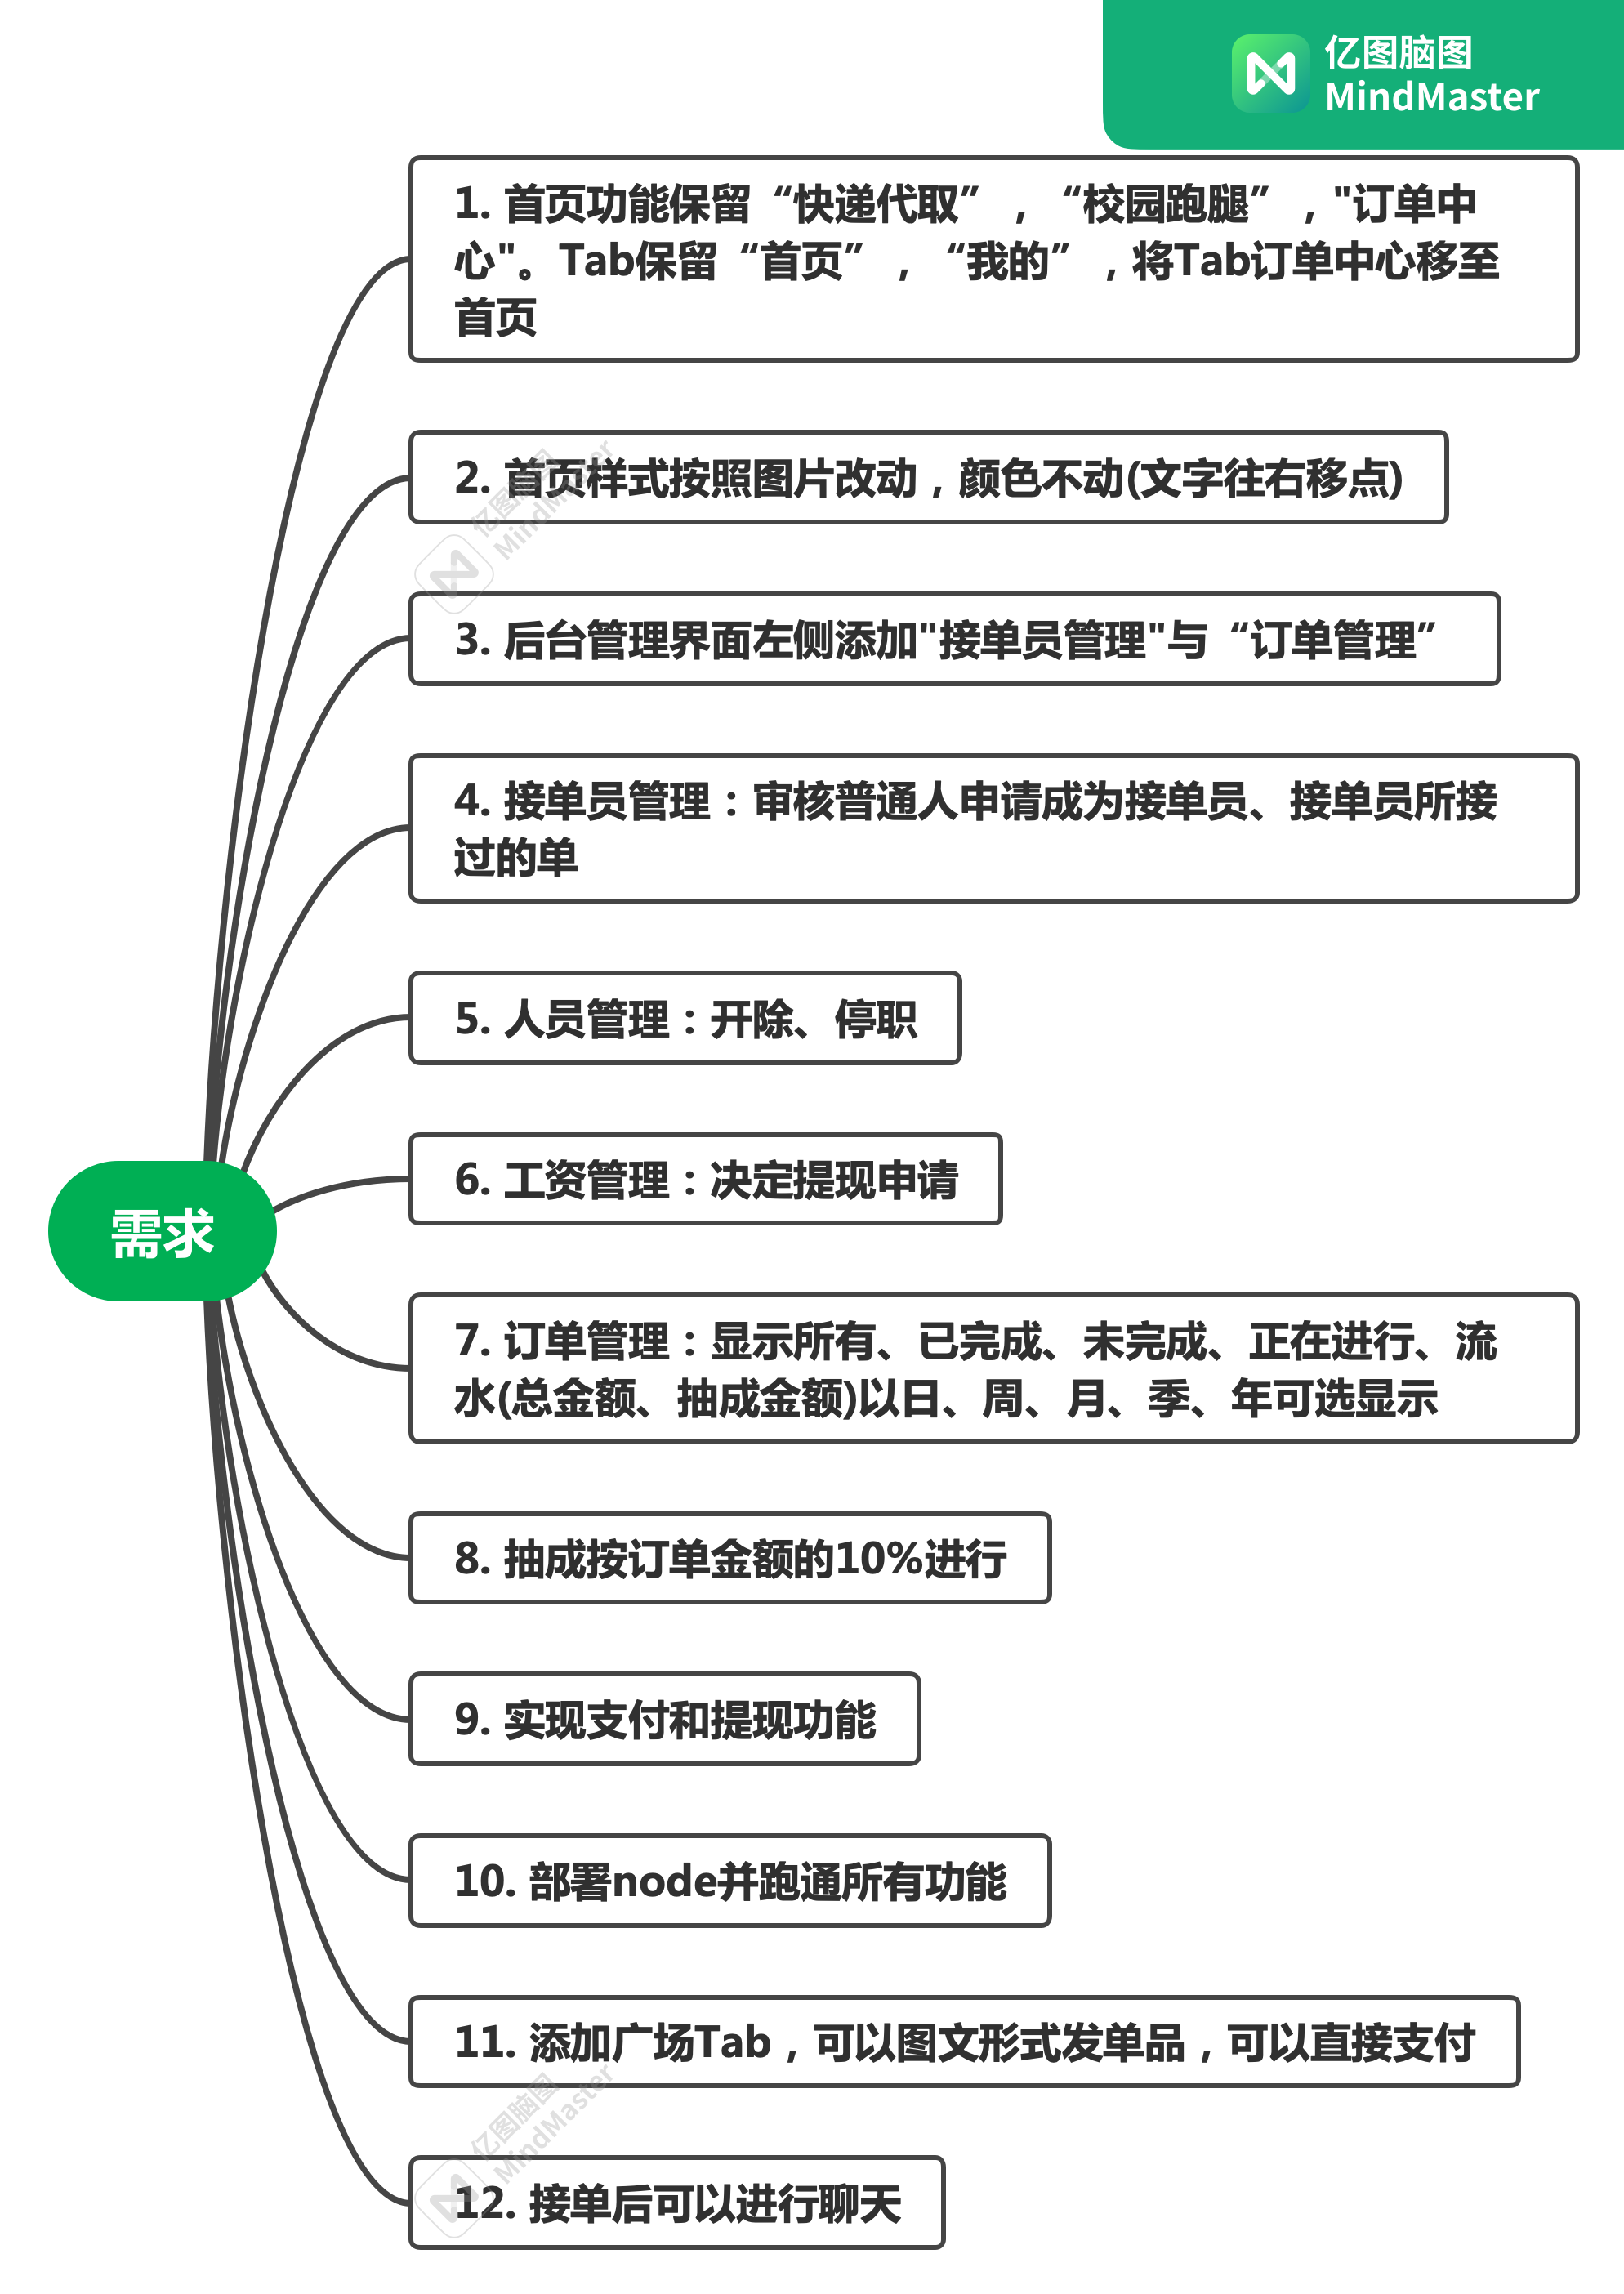 亿图脑图
MindMaster
1. 首页功能保留“快递代取”，“校园跑腿”，"订单中
心"。Tab保留“首页”，“我的”，将Tab订单中心移至
首页
2. 首页样式按照图片改动，颜色不动(文字往右移点)
亿图脑图
MindMaster
3. 后台管理界面左侧添加"接单员管理"与“订单管理”
4. 接单员管理：审核普通人申请成为接单员、接单员所接
过的单
5. 人员管理：开除、停职
6. 工资管理：决定提现申请
需求
7. 订单管理：显示所有、已完成、未完成、正在进行、流
水(总金额、抽成金额)以日、周、月、季、年可选显示
8. 抽成按订单金额的10%进行
9. 实现支付和提现功能
10. 部署node并跑通所有功能
11. 添加广场Tab，可以图文形式发单品，可以直接支付
亿图脑图
MindMaster
12. 接单后可以进行聊天